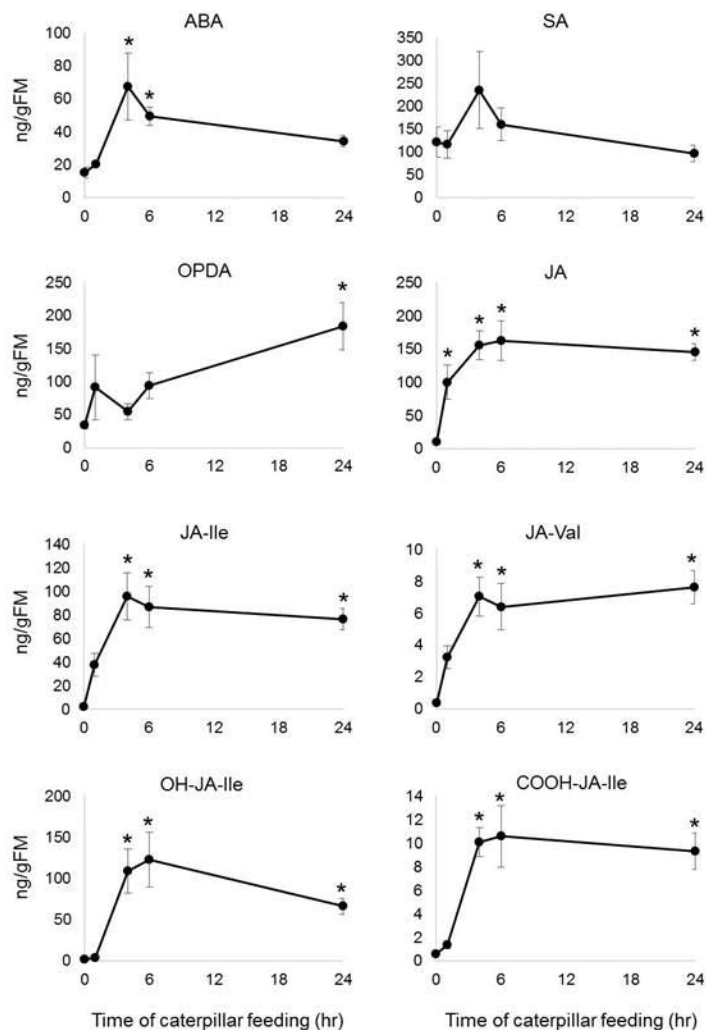 ABA
SA
ng/gFM
100
80
60
40
20
0
* *
0 6 12 18 24
350
300
250
200
150
100
50
0
0 6 12 18 24
OPDA
JA
ng/gFM
250
200
150
100
50
0
*
0 6 12 18 24
250
200
150
100
50
0
* * * *
0 6 12 18 24
JA-Ile
JA-Val
ng/gFM
140
120
100
80
60
40
20
0
* * *
0 6 12 18 24
10
8
6
4
2
0
* * *
0 6 12 18 24
OH-JA-Ile
COOH-JA-Ile
ng/gFM
200
150
100
50
0
* * *
0 6 12 18 24
14
12
10
8
6
4
2
0
* * *
0 6 12 18 24
Time of caterpillar feeding (hr)
Time of caterpillar feeding (hr)